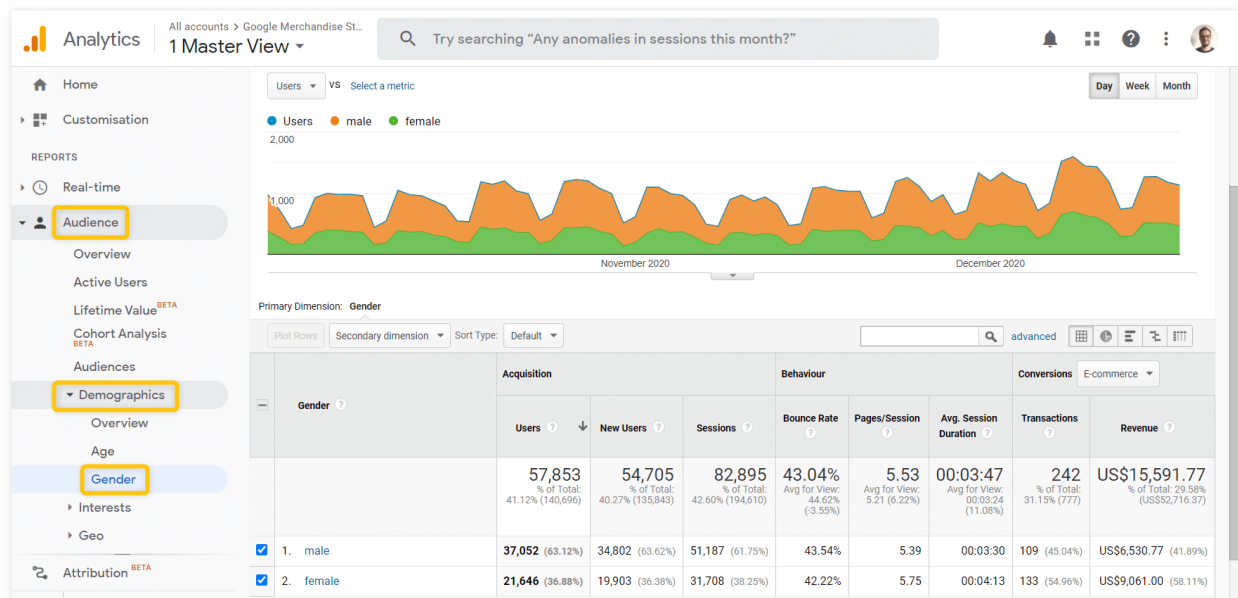 Analytics
All accounts > Google Merchandise St...
1 Master View
Try searching “Any anomalies in sessions this month?”
Home
Customisation
REPORTS
Real-time
Audience
Overview
Active Users
Lifetime Value BETA
Cohort Analysis
BETA
Audiences
Demographics
Overview
Age
Gender
Interests
Geo
Attribution BETA
Users VS Select a metric
Day Week Month
Users male female
2,000
1,000
November 2020 December 2020
Primary Dimension: Gender
Plot Rows Secondary dimension Sort Type: Default advanced
Gender ?
Acquisition Behaviour Conversions E-commerce
Users ? New Users ? Sessions ? Bounce Rate ? Pages/Session ? Avg. Session Duration ? Transactions ? Revenue ?
57,853 54,705 82,895 43.04% 5.53 00:03:47 242 US$15,591.77
% of Total: % of Total: % of Total: Avg for View: Avg for View: Avg for View: % of Total: % of Total: 29.58%
41.12% (140,696) 40.27% (135,843) 42.60% (194,610) 44.62% 5.21 (6.22%) 00:03:24 31.15% (777) (US$52,716.37)
(-3.55%) (11.08%)
1. male 37,052 (63.12%) 34,802 (63.62%) 51,187 (61.75%) 43.54% 5.39 00:03:30 109 (45.04%) US$6,530.77 (41.89%)
2. female 21,646 (36.88%) 19,903 (36.38%) 31,708 (38.25%) 42.22% 5.75 00:04:13 133 (54.96%) US$9,061.00 (58.11%)